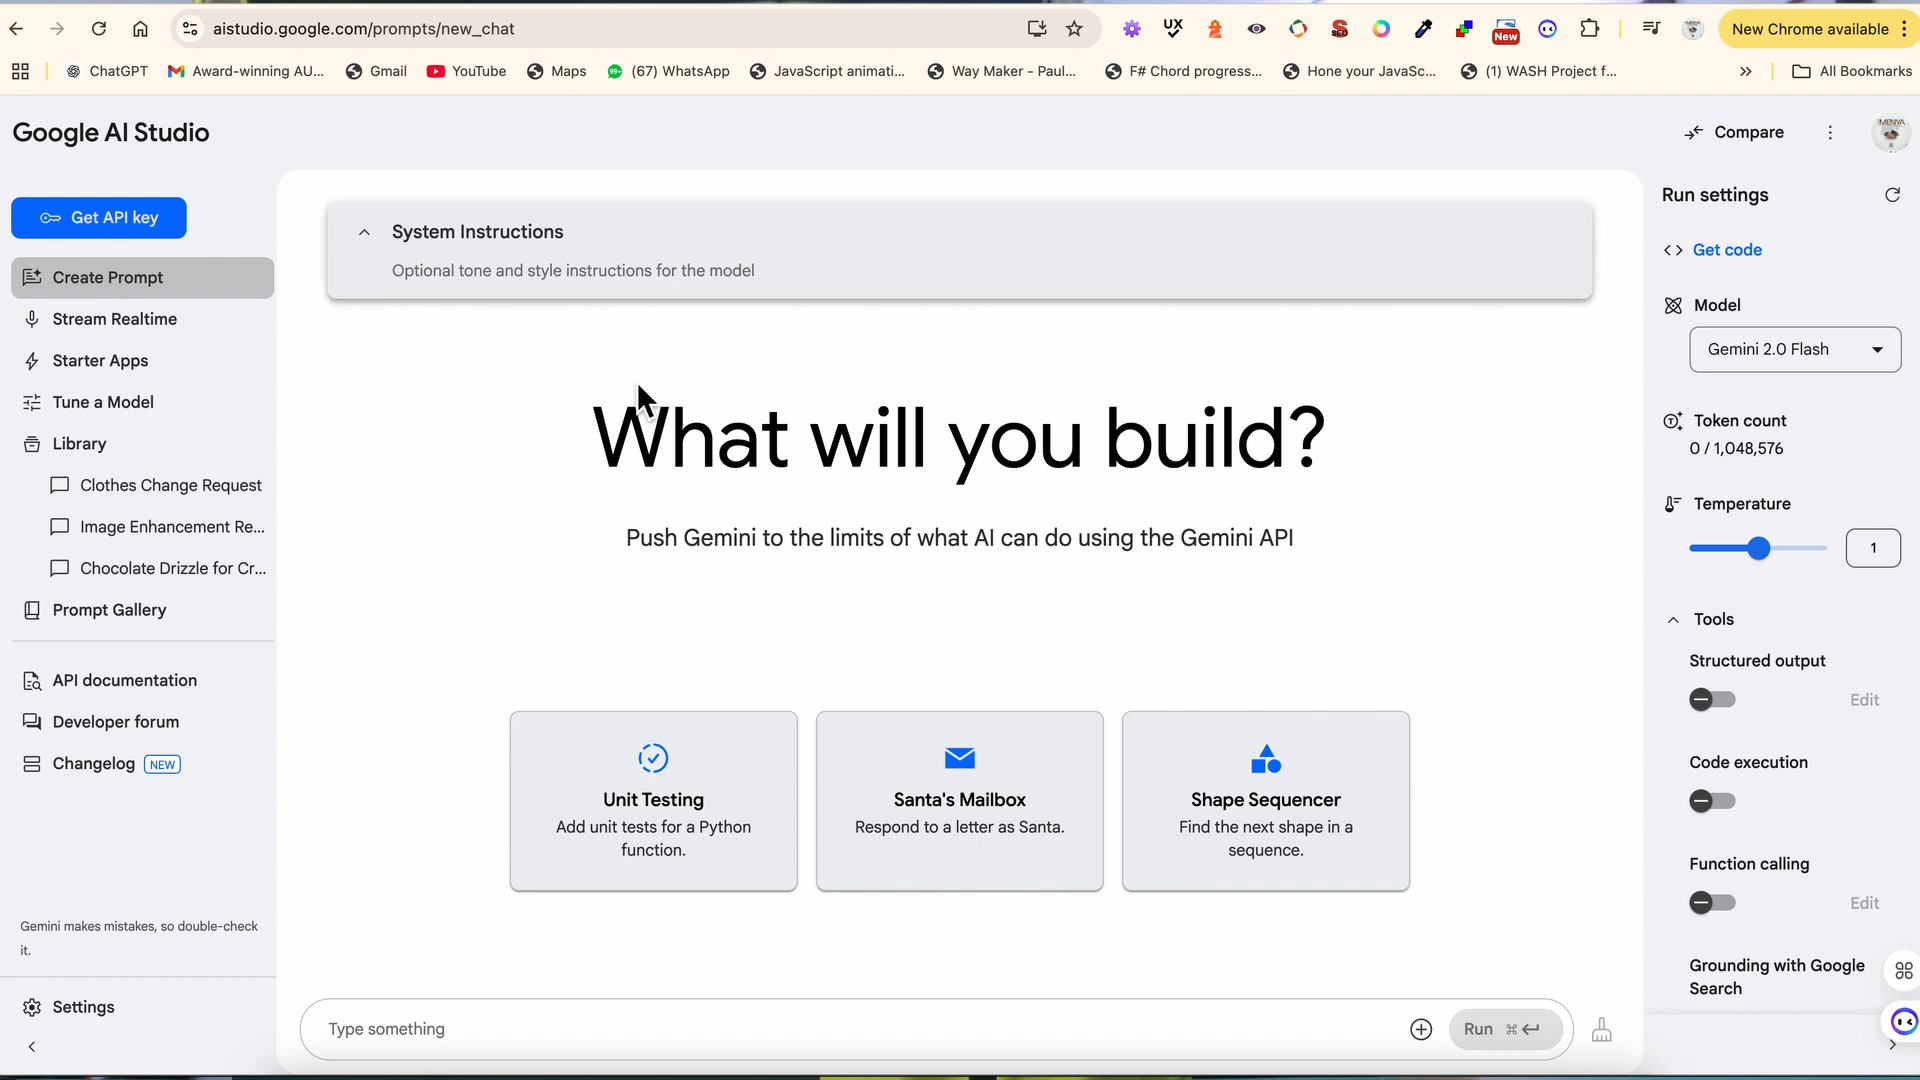 aistudio.google.com/prompts/new_chat
UX
SEO
New
New Chrome available
ChatGPT
Award-winning AU...
Gmail
YouTube
Maps
99+
(67) WhatsApp
JavaScript animati...
Way Maker - Paul...
F# Chord progress...
Hone your JavaSc...
(1) WASH Project f...
All Bookmarks
Google AI Studio
Compare
MENYA
Get API key
Create Prompt
Stream Realtime
Starter Apps
Tune a Model
Library
Clothes Change Request
Image Enhancement Re...
Chocolate Drizzle for Cr...
Prompt Gallery
API documentation
Developer forum
Changelog NEW
Gemini makes mistakes, so double-check
it.
Settings
System Instructions
Optional tone and style instructions for the model
What will you build?
Push Gemini to the limits of what AI can do using the Gemini API
Unit Testing
Add unit tests for a Python
function.
Santa's Mailbox
Respond to a letter as Santa.
Shape Sequencer
Find the next shape in a
sequence.
Type something
Run ⌘
Run settings
Get code
Model
Gemini 2.0 Flash
Token count
0 / 1,048,576
Temperature
1
Tools
Structured output
Edit
Code execution
Function calling
Edit
Grounding with Google
Search